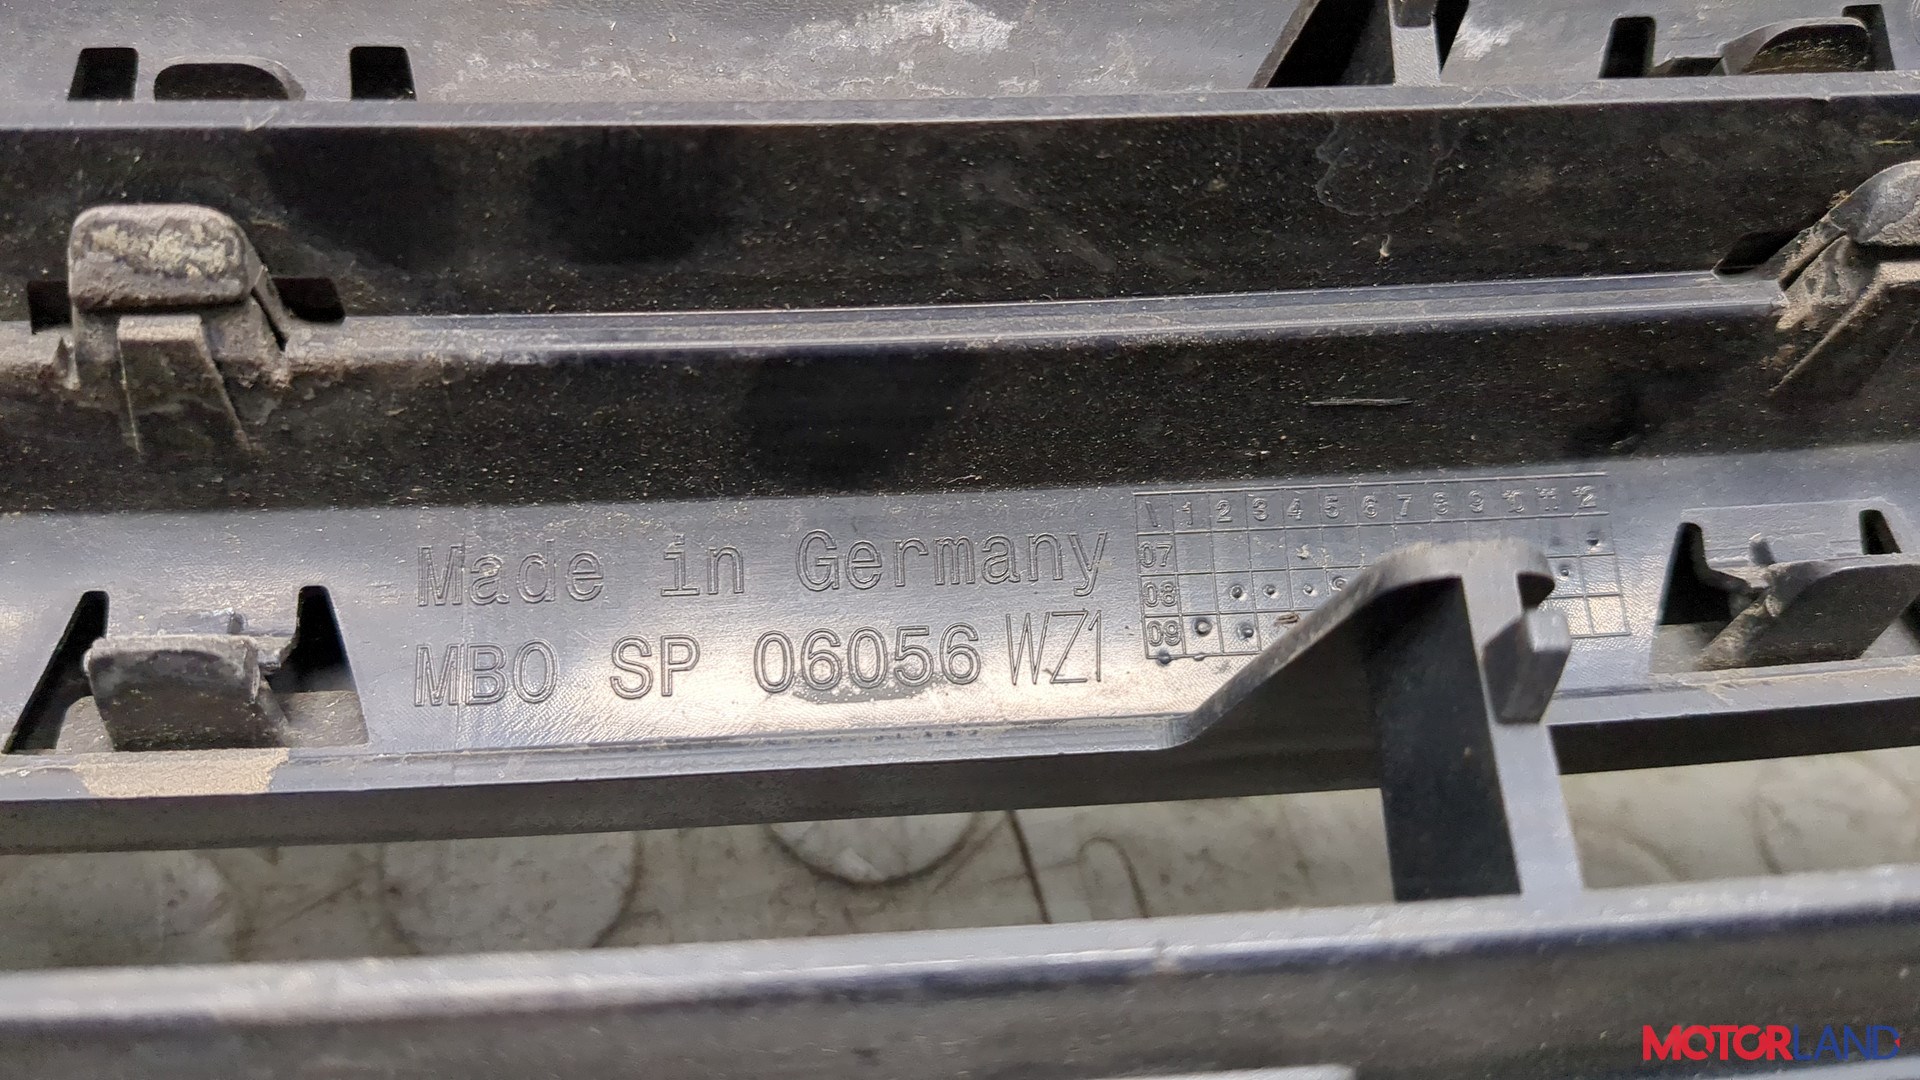 Made in Germany
MBO SP 06056 WZ1
\ 1 2 3 4 5 6 7 8 9 10 11 12
07
08
09
MOTORLAND